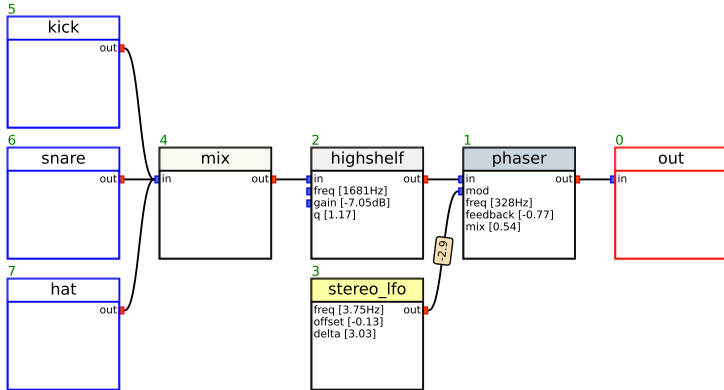 5
kick
out
6
snare
out
7
hat
out
4
mix
in
out
2
highshelf
in
out
freq [1681Hz]
gain [-7.05dB]
q [1.17]
3
stereo_lfo
freq [3.75Hz]
out
offset [-0.13]
delta [3.03]
-2.9
1
phaser
in
out
mod
freq [328Hz]
feedback [-0.77]
mix [0.54]
0
out
in